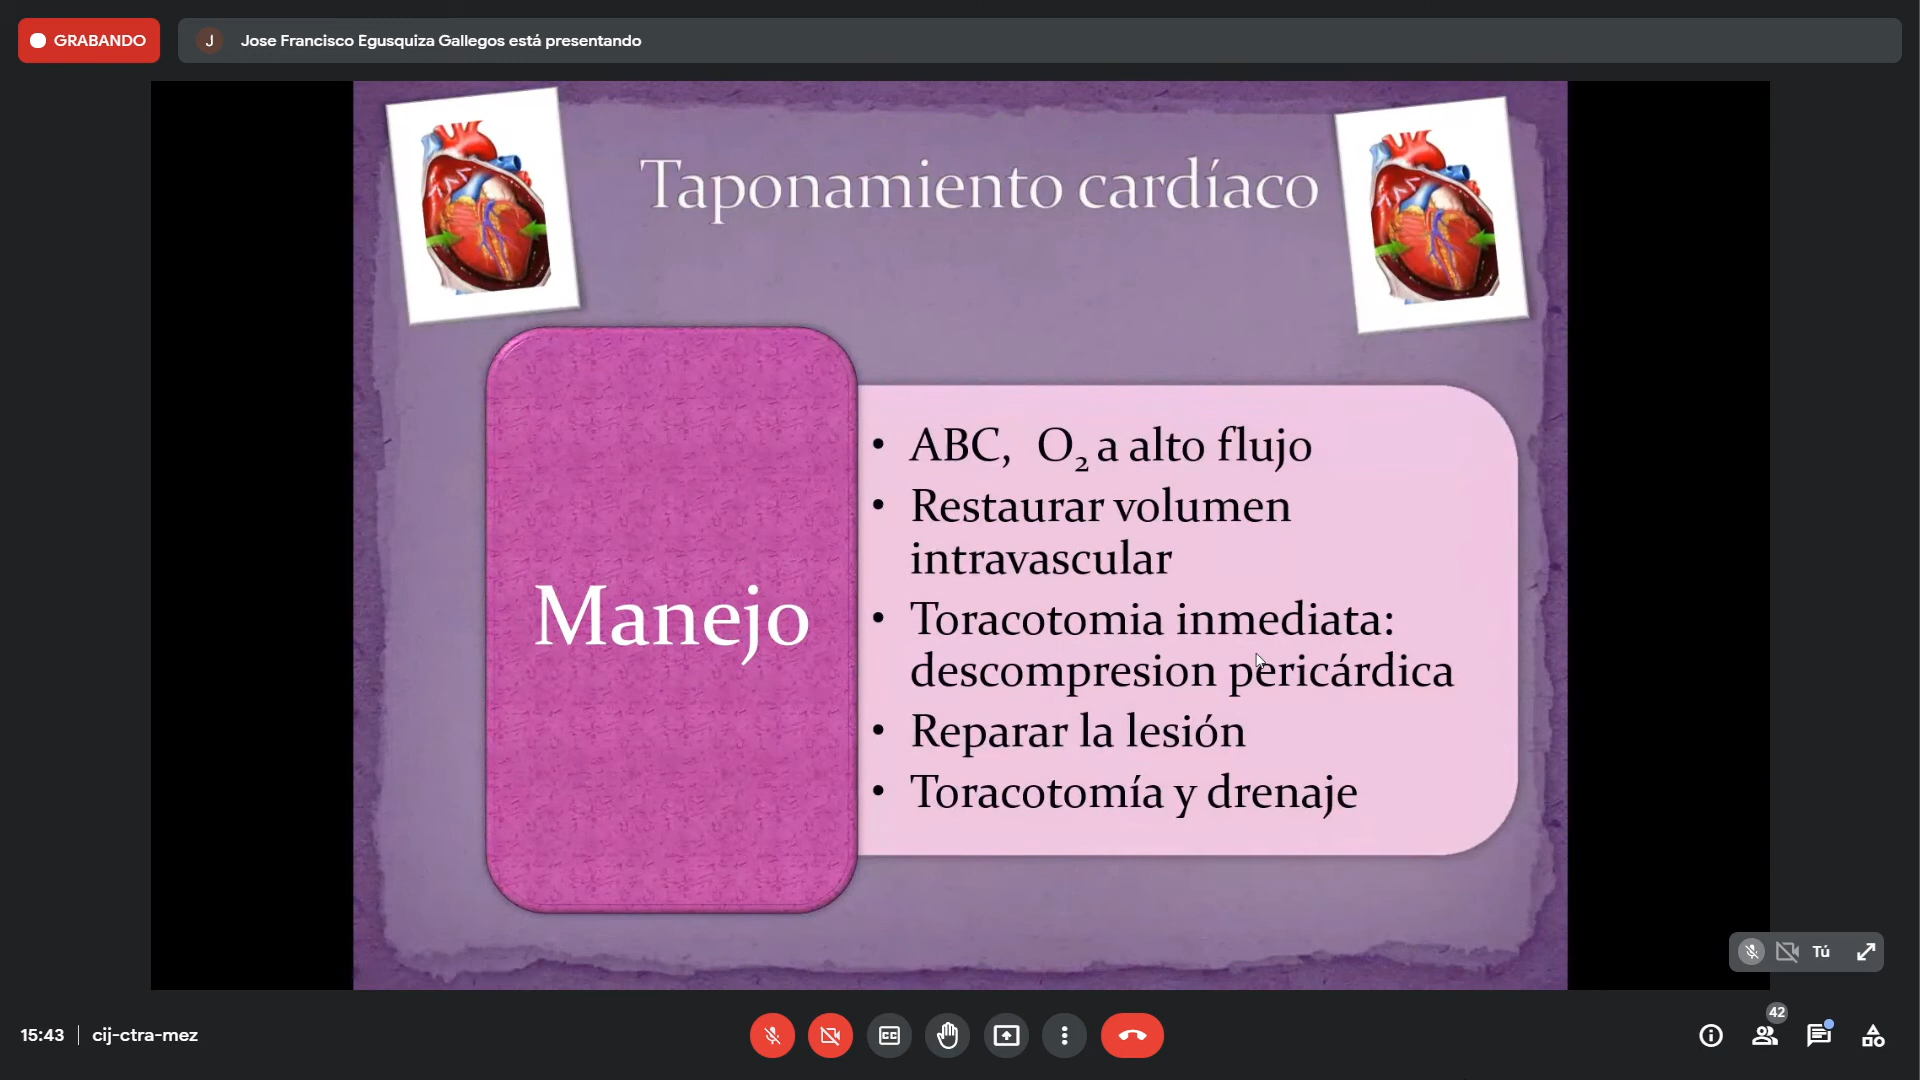 GRABANDO
J
Jose Francisco Egusquiza Gallegos está presentando
Taponamiento cardíaco
Manejo
• ABC, O₂ a alto flujo
• Restaurar volumen
intravascular
• Toracotomia inmediata:
descompresion pericárdica
• Reparar la lesión
• Toracotomía y drenaje
Tú
15:43 | cij-ctra-mez
CC
42